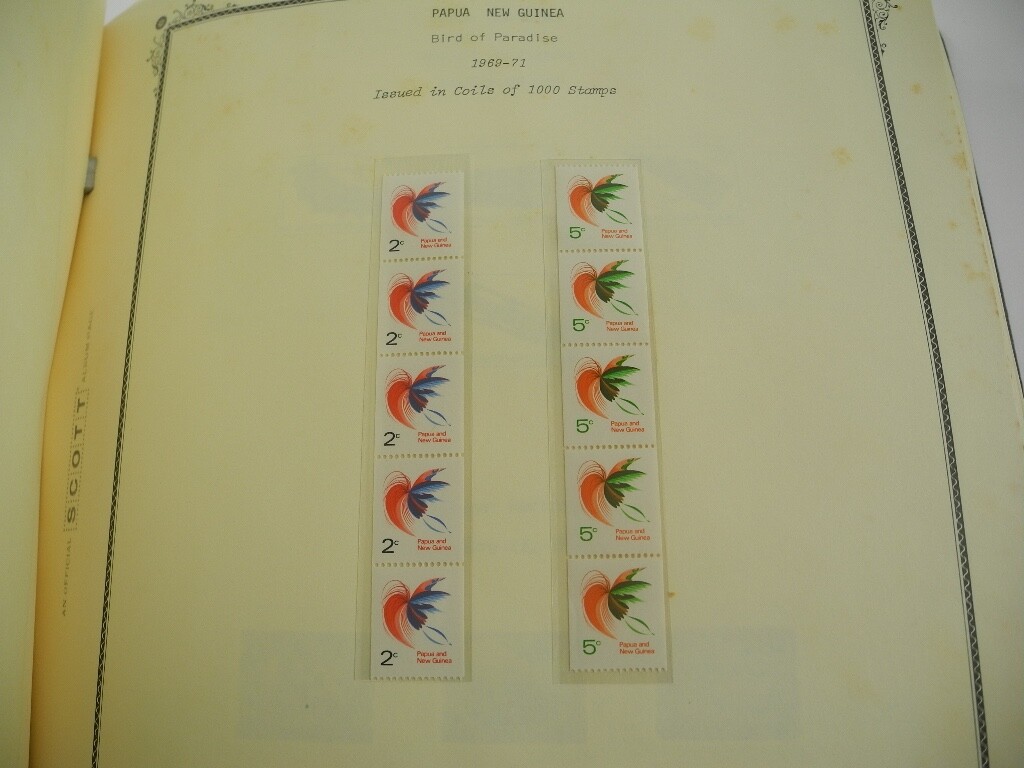 PAPUA NEW GUINEA
Bird of Paradise
1969-71
Issued in Coils of 1000 Stamps
2c
Papua and
New Guinea
2c
Papua and
New Guinea
2c
Papua and
New Guinea
2c
Papua and
New Guinea
2c
Papua and
New Guinea
5c
Papua and
New Guinea
5c
Papua and
New Guinea
5c
Papua and
New Guinea
5c
Papua and
New Guinea
5c
Papua and
New Guinea
AN OFFICIAL SCOTT